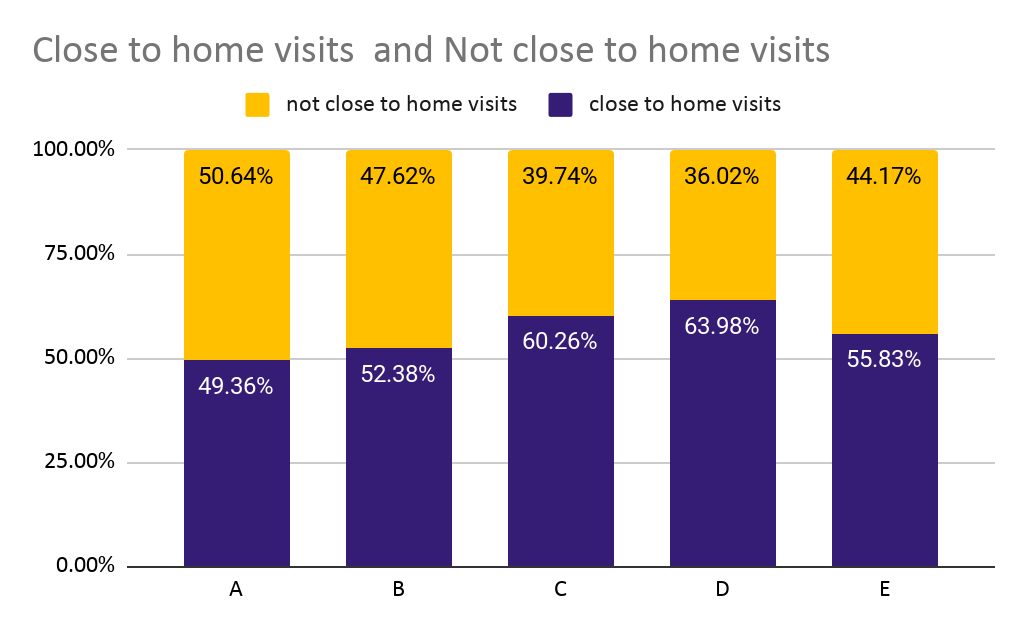 Close to home visits  and Not close to home visits
not close to home visits close to home visits
100.00%
75.00%
50.00%
25.00%
0.00%
50.64% 47.62% 39.74% 36.02% 44.17%
49.36% 52.38% 60.26% 63.98% 55.83%
A B C D E